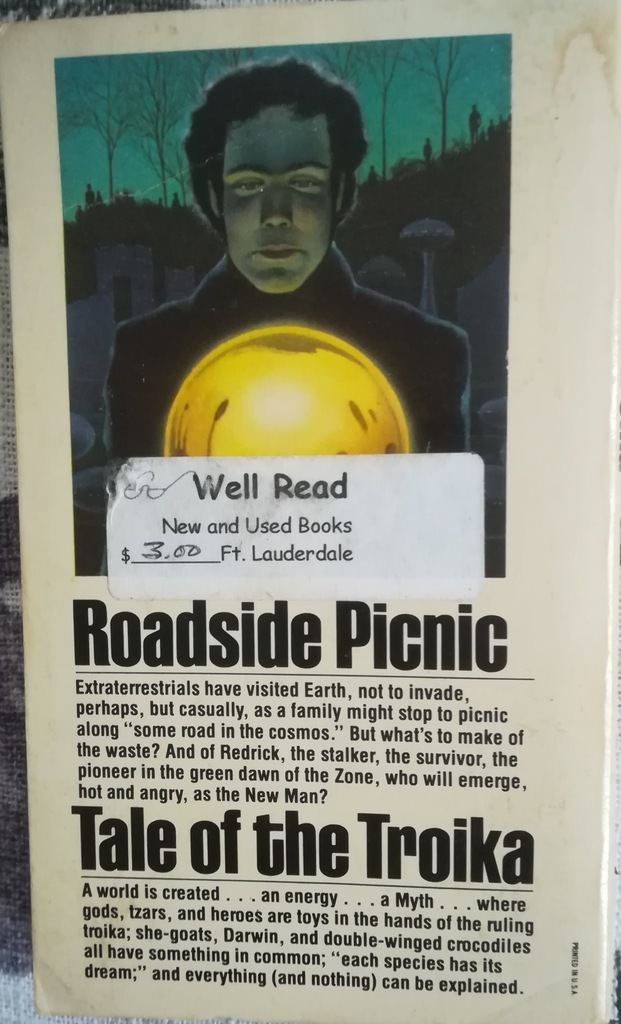 Well Read
New and Used Books
$ 3.00 Ft. Lauderdale
Roadside Picnic
Extraterrestrials have visited Earth, not to invade,
perhaps, but casually, as a family might stop to picnic
along “some road in the cosmos.” But what's to make of
the waste? And of Redrick, the stalker, the survivor, the
pioneer in the green dawn of the Zone, who will emerge,
hot and angry, as the New Man?
Tale of the Troika
A world is created . . . an energy . . . a Myth . . . where
gods, tzars, and heroes are toys in the hands of the ruling
troika; she-goats, Darwin, and double-winged crocodiles
all have something in common; “each species has its
dream;” and everything (and nothing) can be explained.
PRINTED IN U.S.A.